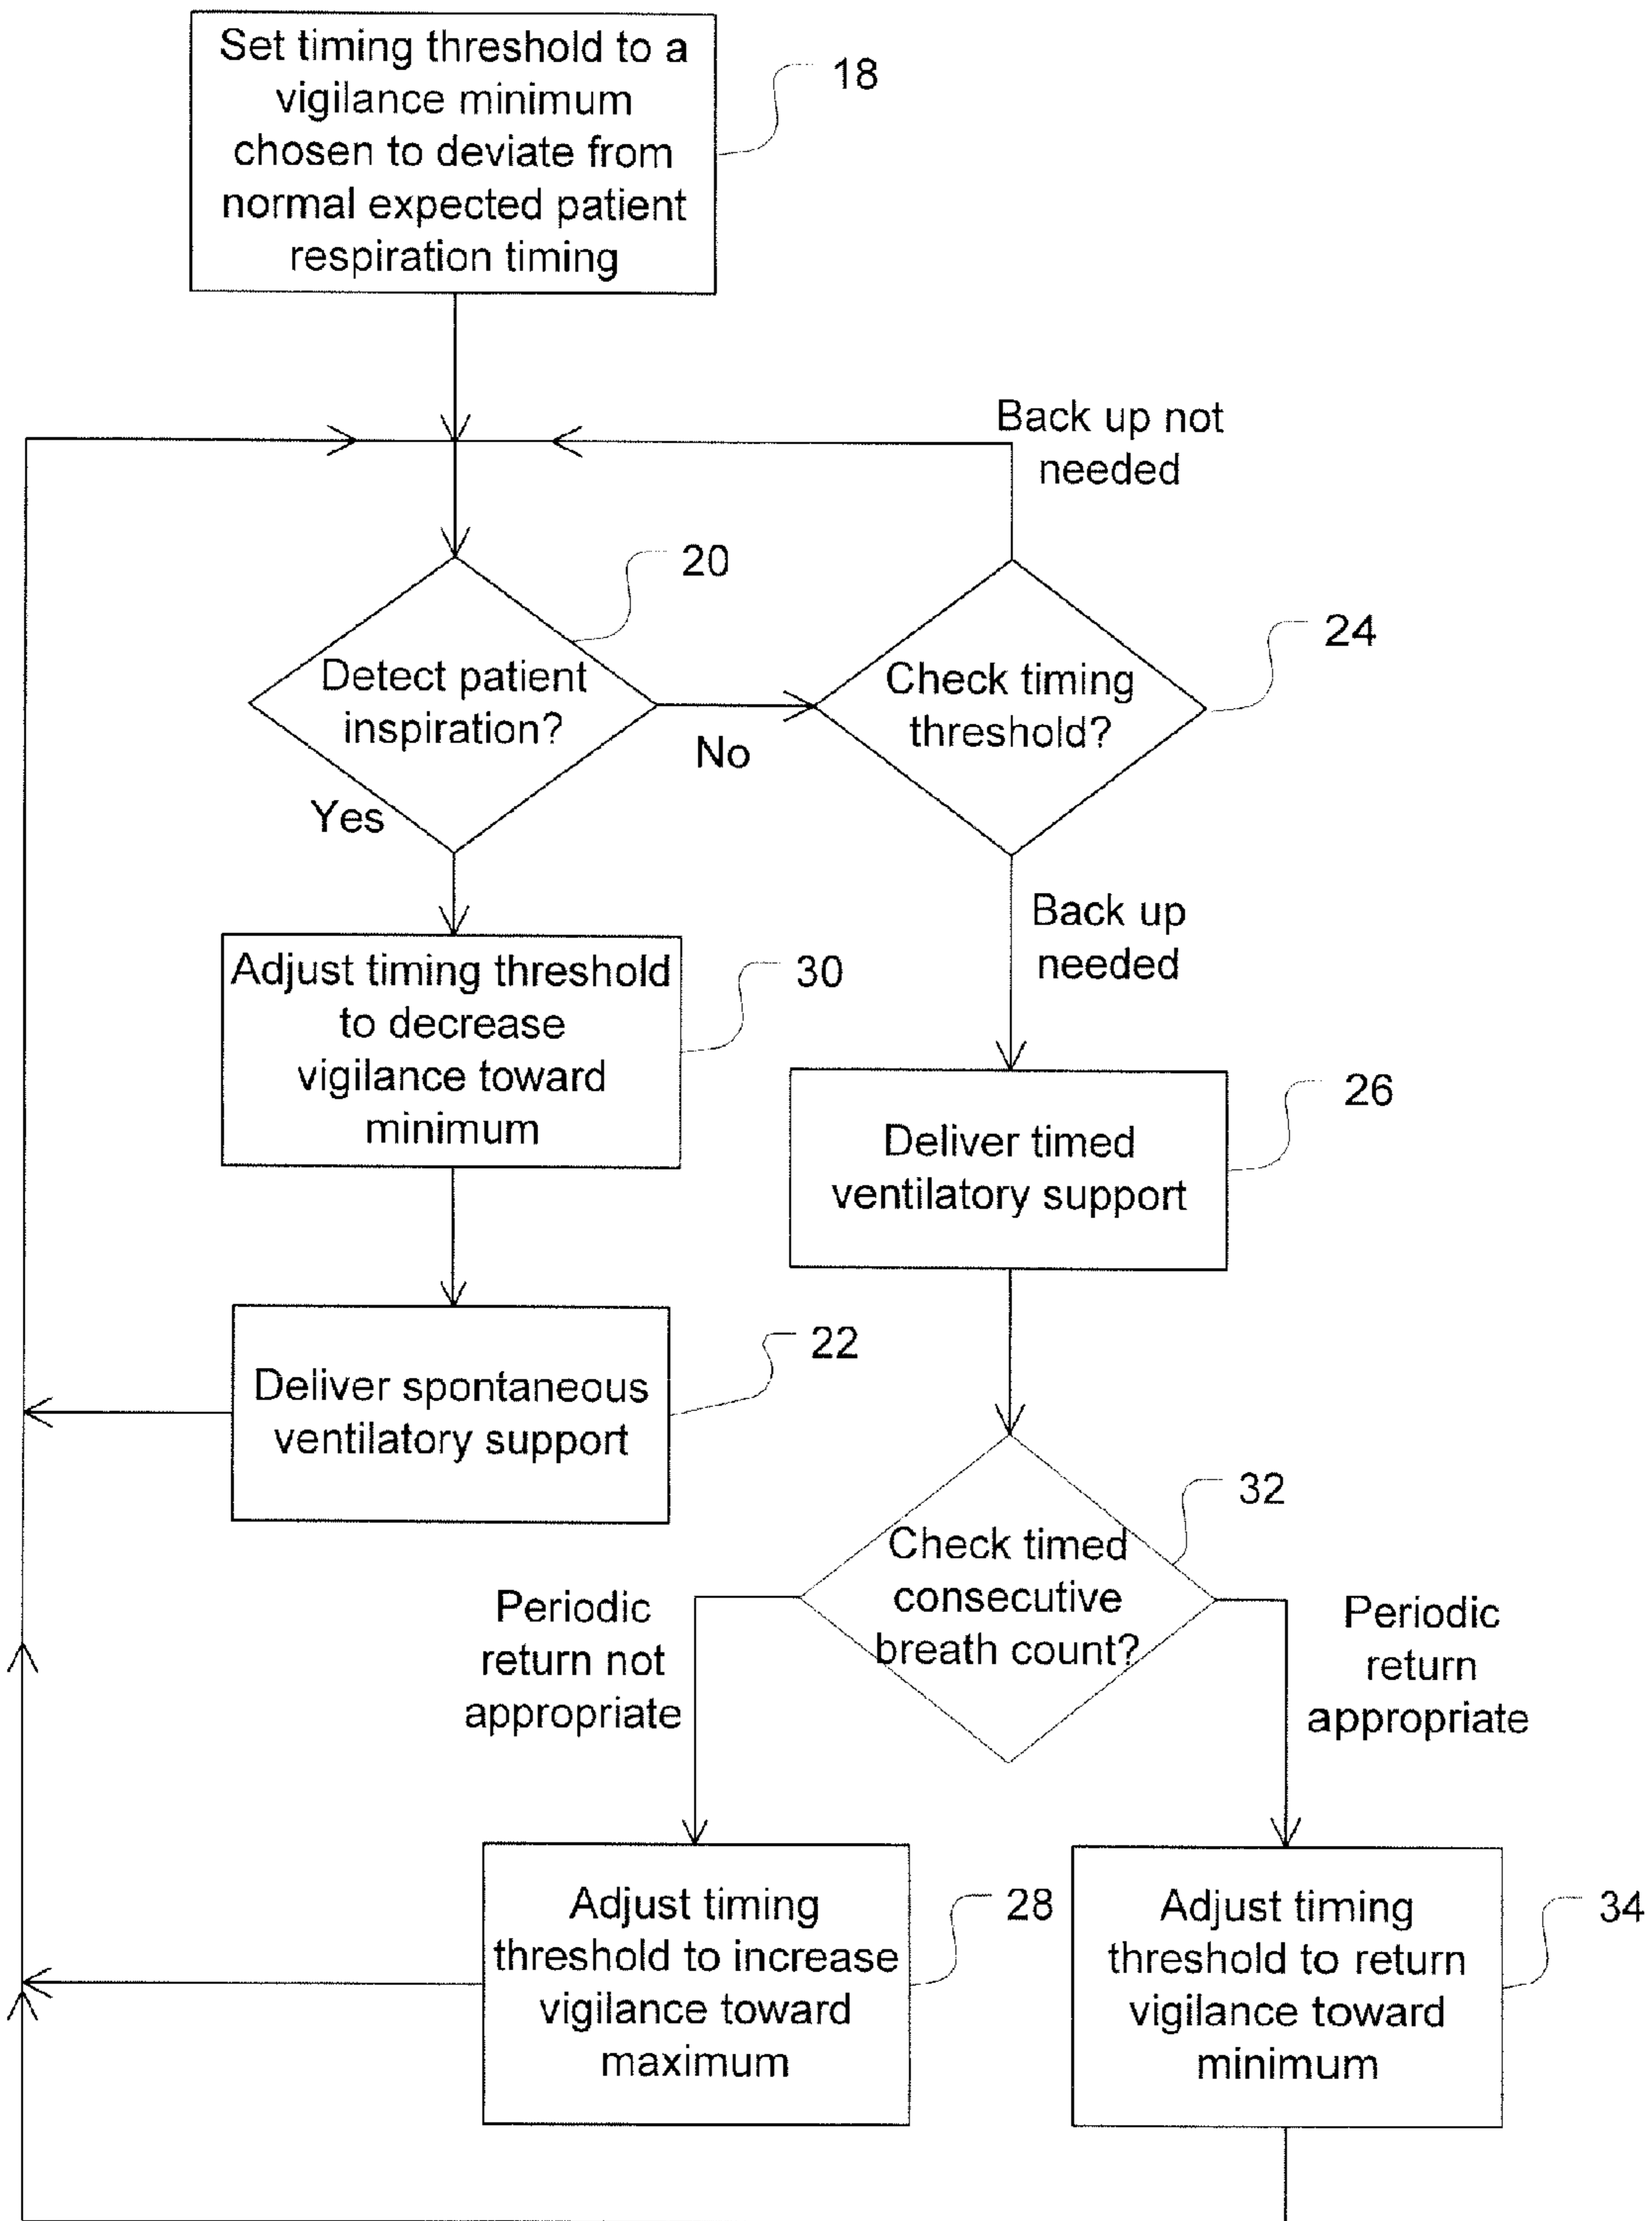 Set timing threshold to a
vigilance minimum
chosen to deviate from
normal expected patient
respiration timing
18
Back up not
needed
20
Detect patient
inspiration?
No
Yes
24
Check timing
threshold?
Back up
needed
Adjust timing threshold
to decrease
vigilance toward
minimum
30
26
Deliver timed
ventilatory support
22
Deliver spontaneous
ventilatory support
32
Check timed
consecutive
breath count?
Periodic
return not
appropriate
Periodic
return
appropriate
Adjust timing
threshold to increase
vigilance toward
maximum
28
Adjust timing
threshold to return
vigilance toward
minimum
34